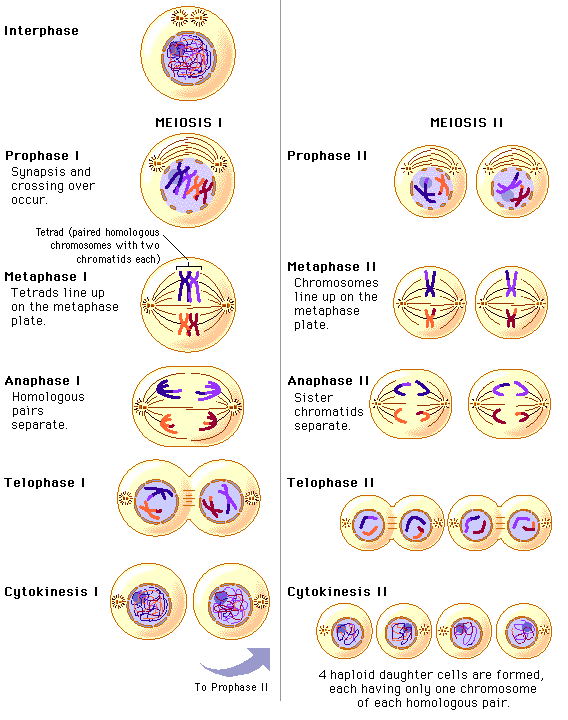 Interphase
MEIOSIS I
Prophase I
Synapsis and
crossing over
occur.
Tetrad (paired homologous
chromosomes with two
chromatids each)
Metaphase I
Tetrads line up
on the metaphase
plate.
Anaphase I
Homologous
pairs
separate.
Telophase I
Cytokinesis I
To Prophase II
MEIOSIS II
Prophase II
Metaphase II
Chromosomes
line up on the
metaphase
plate.
Anaphase II
Sister
chromatids
separate.
Telophase II
Cytokinesis II
4 haploid daughter cells are formed,
each having only one chromosome
of each homologous pair.